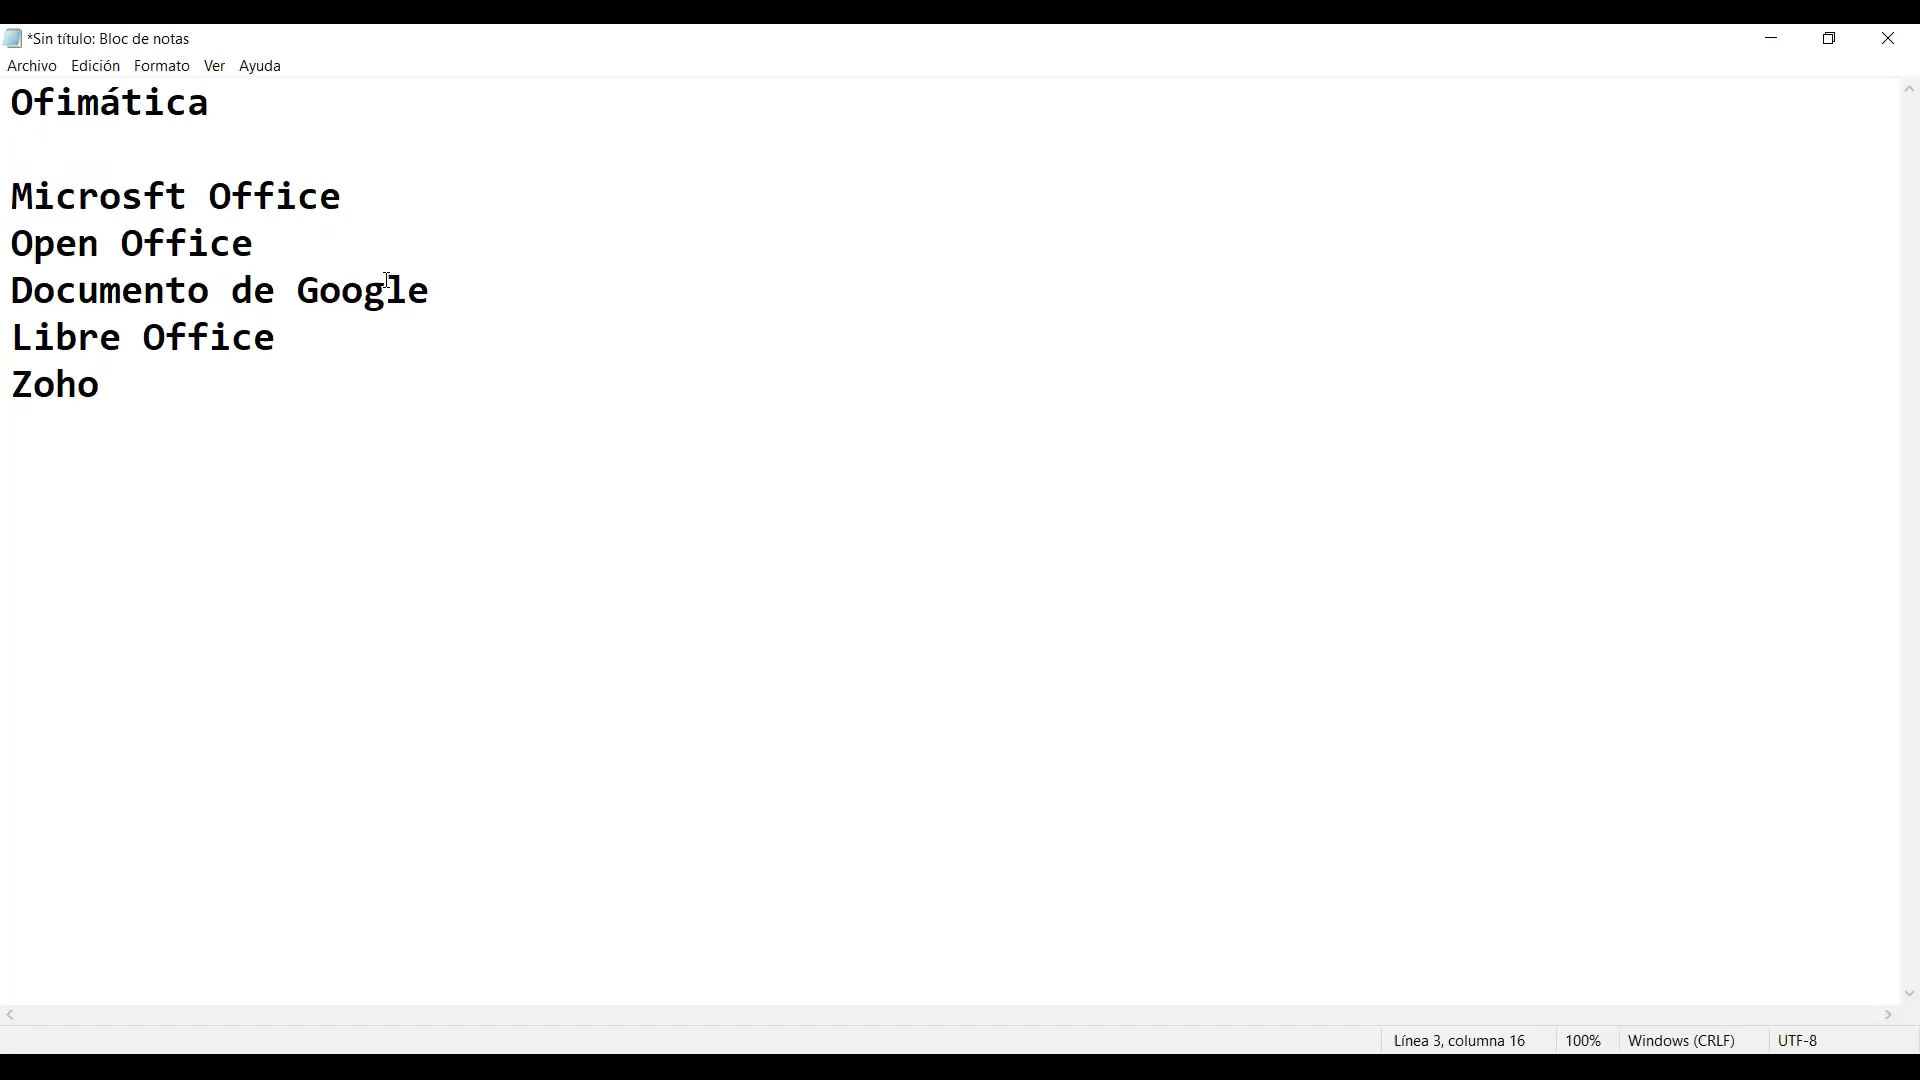 *Sin título: Bloc de notas
Archivo Edición Formato Ver Ayuda
Ofimática
Microsft Office
Open Office
Documento de Google
Libre Office
Zoho
Línea 3, columna 16 100% Windows (CRLF) UTF-8